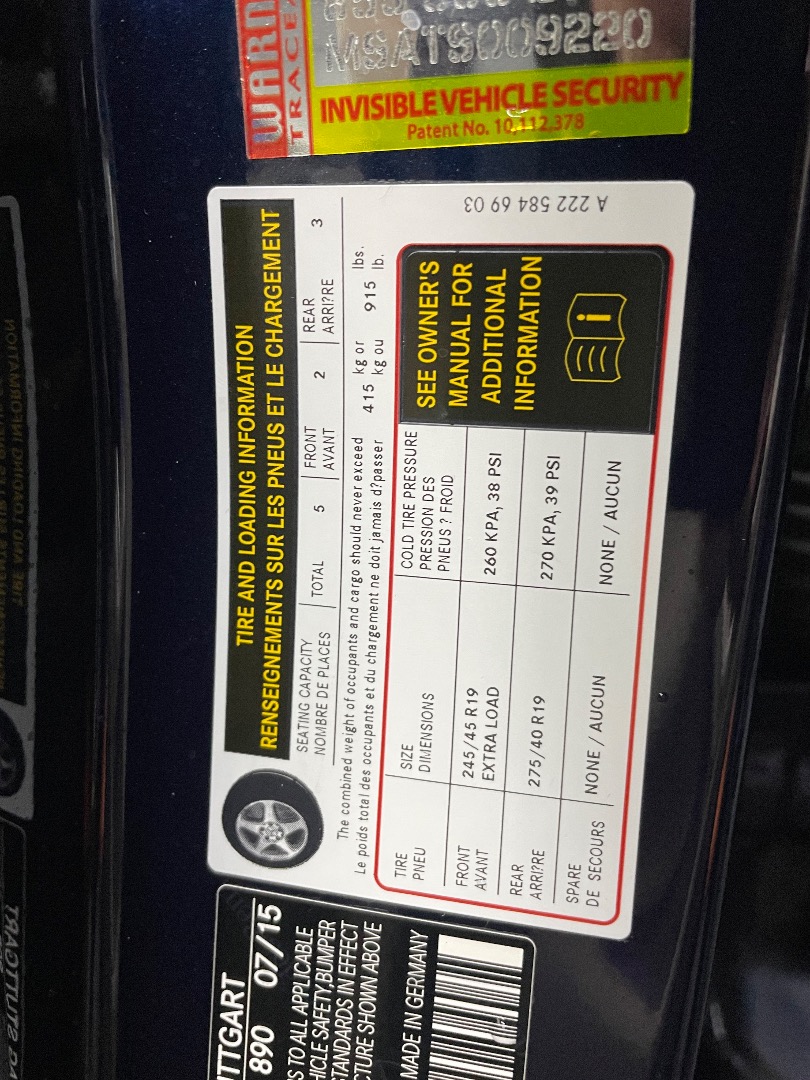 WARN
TRACE
MSATS009220
INVISIBLE VEHICLE SECURITY
Patent No. 10,112,378
TIRE AND LOADING INFORMATION
RENSEIGNEMENTS SUR LES PNEUS ET LE CHARGEMENT
SEATING CAPACITY
NOMBRE DE PLACES
TOTAL 5
FRONT
AVANT 2
REAR
ARRI?RE 3
The combined weight of occupants and cargo should never exceed 415 kg or 915 lbs.
Le poids total des occupants et du chargement ne doit jamais d?passer kg ou lb.
TIRE
PNEU
SIZE
DIMENSIONS
COLD TIRE PRESSURE
PRESSION DES
PNEUS ? FROID
FRONT
AVANT
245/45 R19
EXTRA LOAD
260 KPA, 38 PSI
REAR
ARRI?RE
275/40 R19
270 KPA, 39 PSI
SPARE
DE SECOURS
NONE / AUCUN
NONE / AUCUN
SEE OWNER'S
MANUAL FOR
ADDITIONAL
INFORMATION
A 222 584 69 03
TTGART
890 07/15
S TO ALL APPLICABLE
HICLE SAFETY, BUMPER
STANDARDS IN EFFECT
CTURE SHOWN ABOVE
MADE IN GERMANY